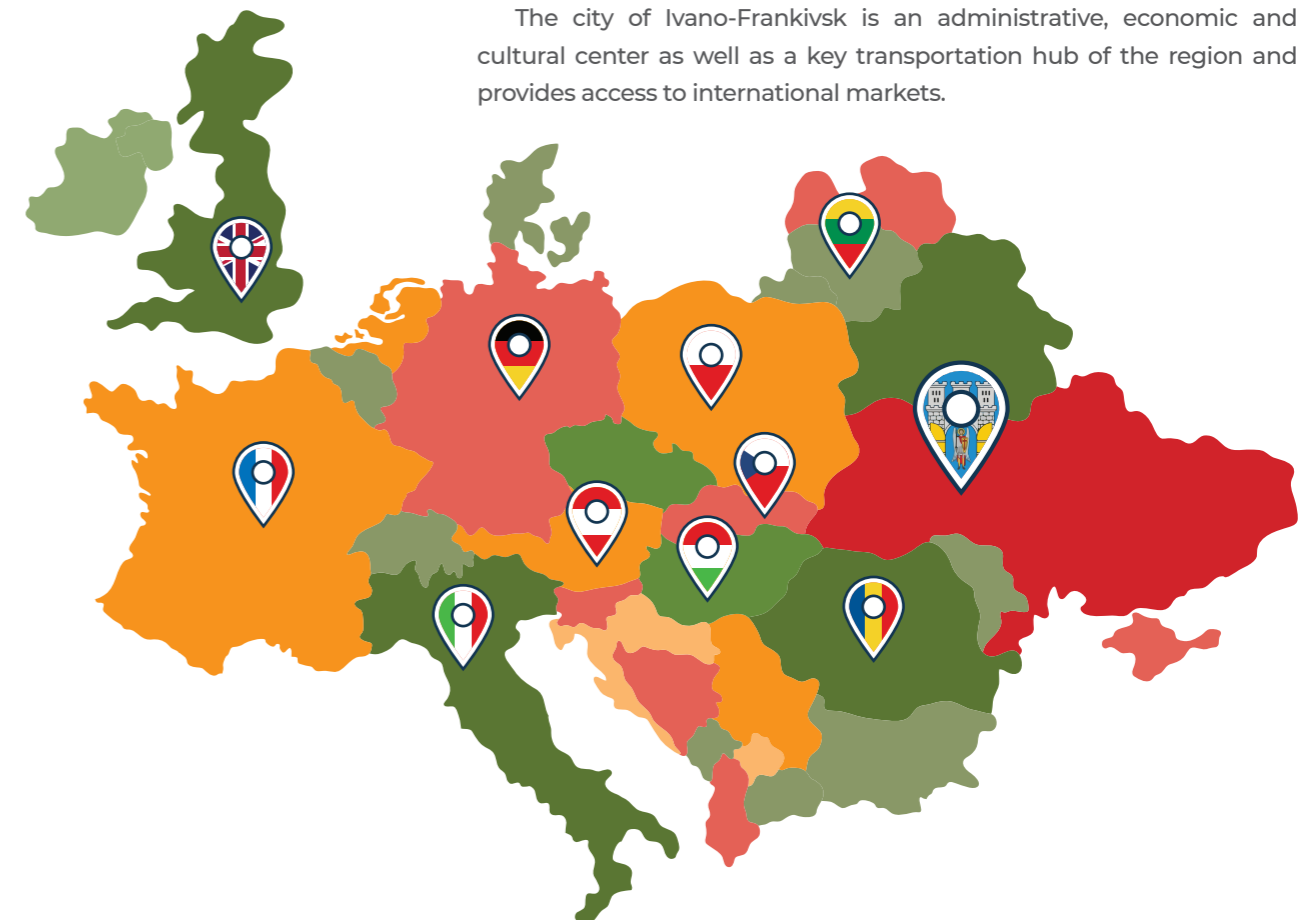 The city of Ivano-Frankivsk is an administrative, economic and
cultural center as well as a key transportation hub of the region and
provides access to international markets.